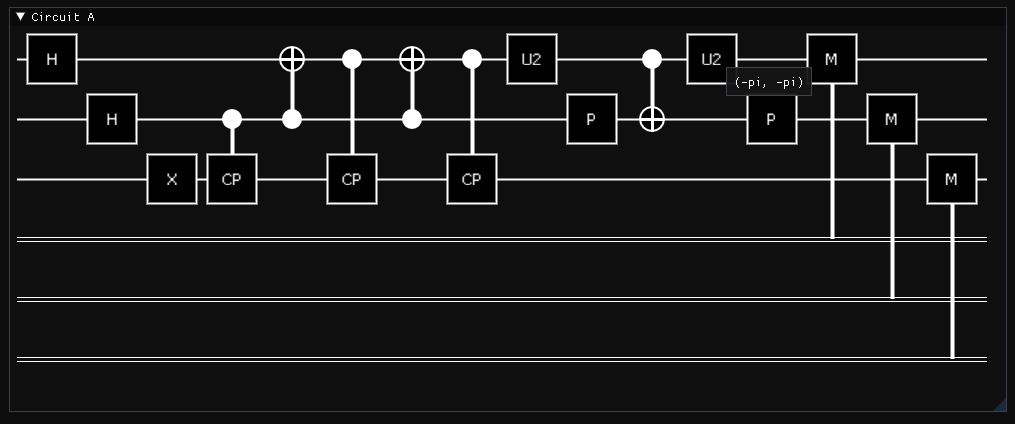 ▼ Circuit A
H U2 U2 M
(-pi, -pi)
H P P M
X CP CP CP M